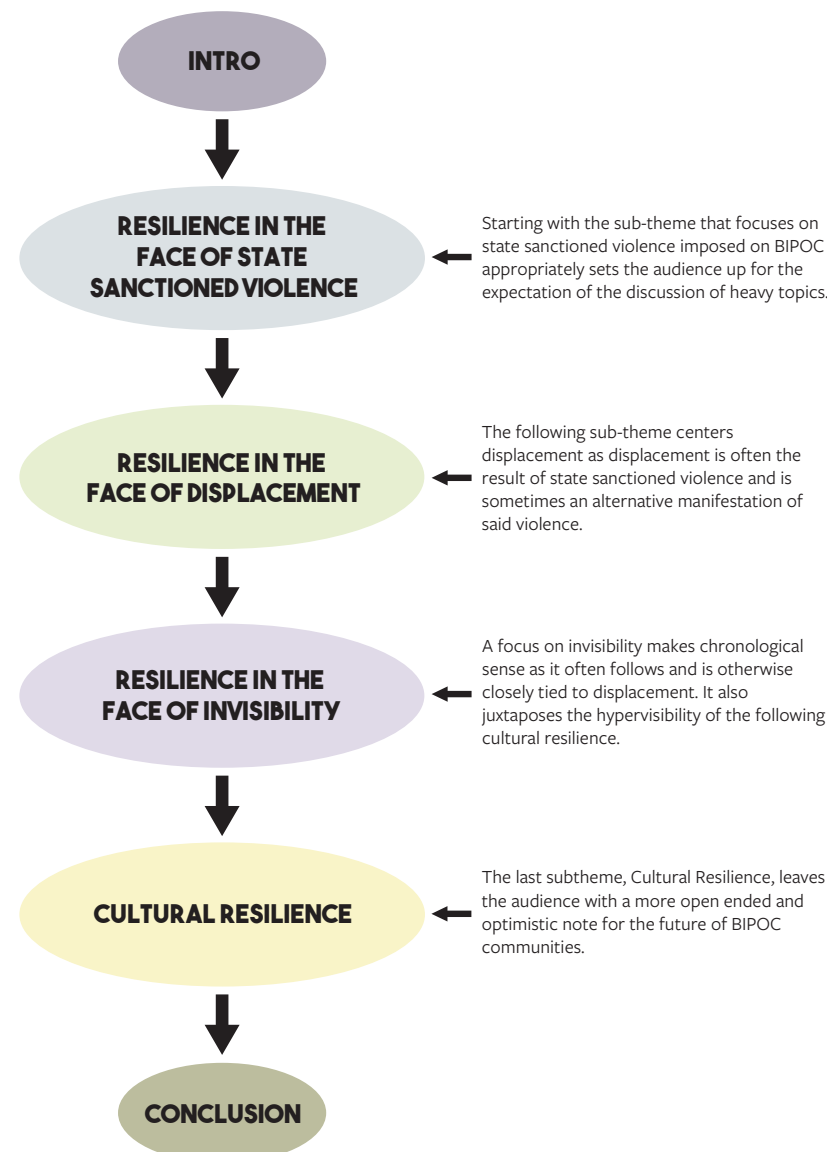 INTRO
RESILIENCE IN THE
FACE OF STATE
SANCTIONED VIOLENCE
Starting with the sub-theme that focuses on
state sanctioned violence imposed on BIPOC
appropriately sets the audience up for the
expectation of the discussion of heavy topics.
RESILIENCE IN THE
FACE OF DISPLACEMENT
The following sub-theme centers
displacement as displacement is often the
result of state sanctioned violence and is
sometimes an alternative manifestation of
said violence.
RESILIENCE IN THE
FACE OF INVISIBILITY
A focus on invisibility makes chronological
sense as it often follows and is otherwise
closely tied to displacement. It also
juxtaposes the hypervisibility of the following
cultural resilience.
CULTURAL RESILIENCE
The last subtheme, Cultural Resilience, leaves
the audience with a more open ended and
optimistic note for the future of BIPOC
communities.
CONCLUSION